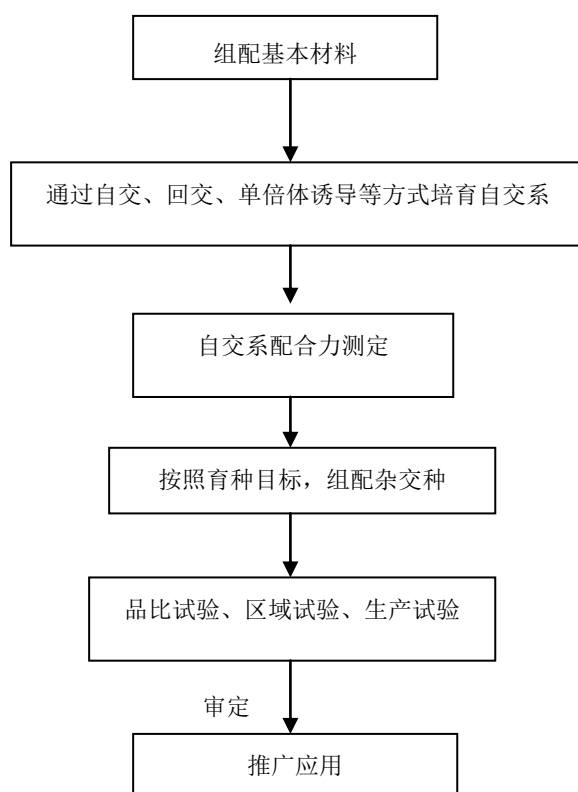 组配基本材料
通过自交、回交、单倍体诱导等方式培育自交系
自交系配合力测定
按照育种目标，组配杂交种
品比试验、区域试验、生产试验
审定
推广应用